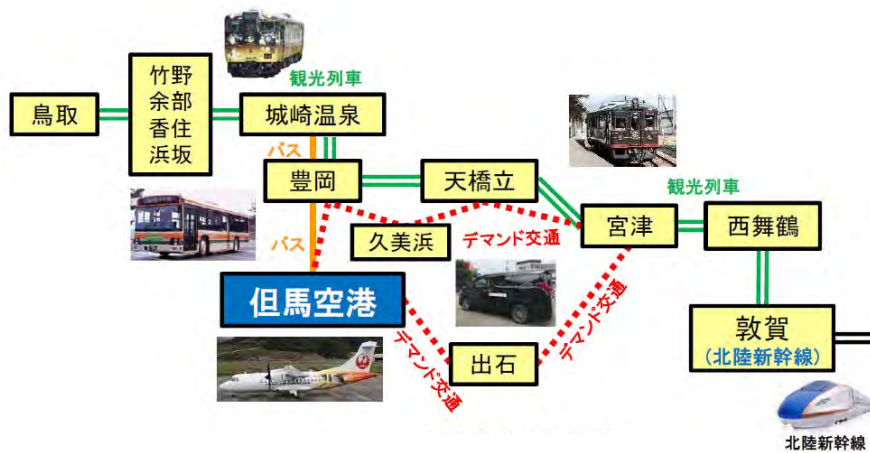 観光列車
竹野
余部
香住
浜坂
鳥取
城崎温泉
バス
豊岡
天橋立
観光列車
宮津
西舞鶴
久美浜
デマンド交通
バス
但馬空港
デマンド交通
出石
デマンド交通
敦賀
(北陸新幹線)
北陸新幹線